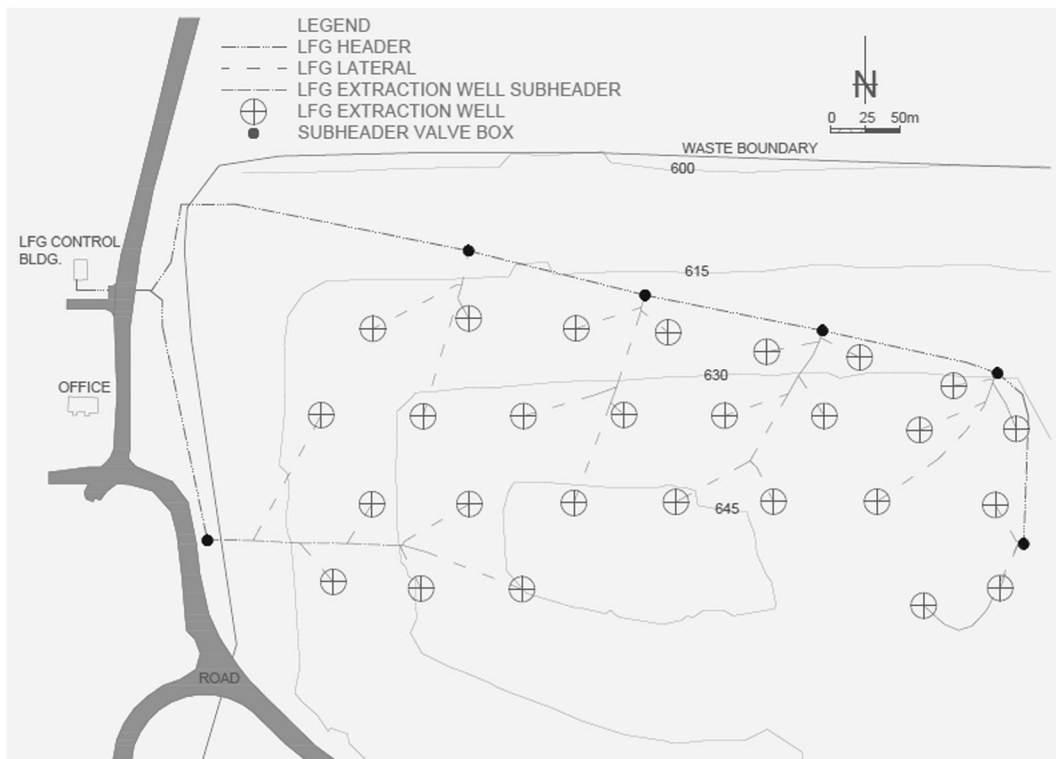 LEGEND
LFG HEADER
LFG LATERAL
LFG EXTRACTION WELL SUBHEADER
LFG EXTRACTION WELL
SUBHEADER VALVE BOX
N
0 25 50m
WASTE BOUNDARY
600
LFG CONTROL
BLDG.
615
630
OFFICE
645
ROAD